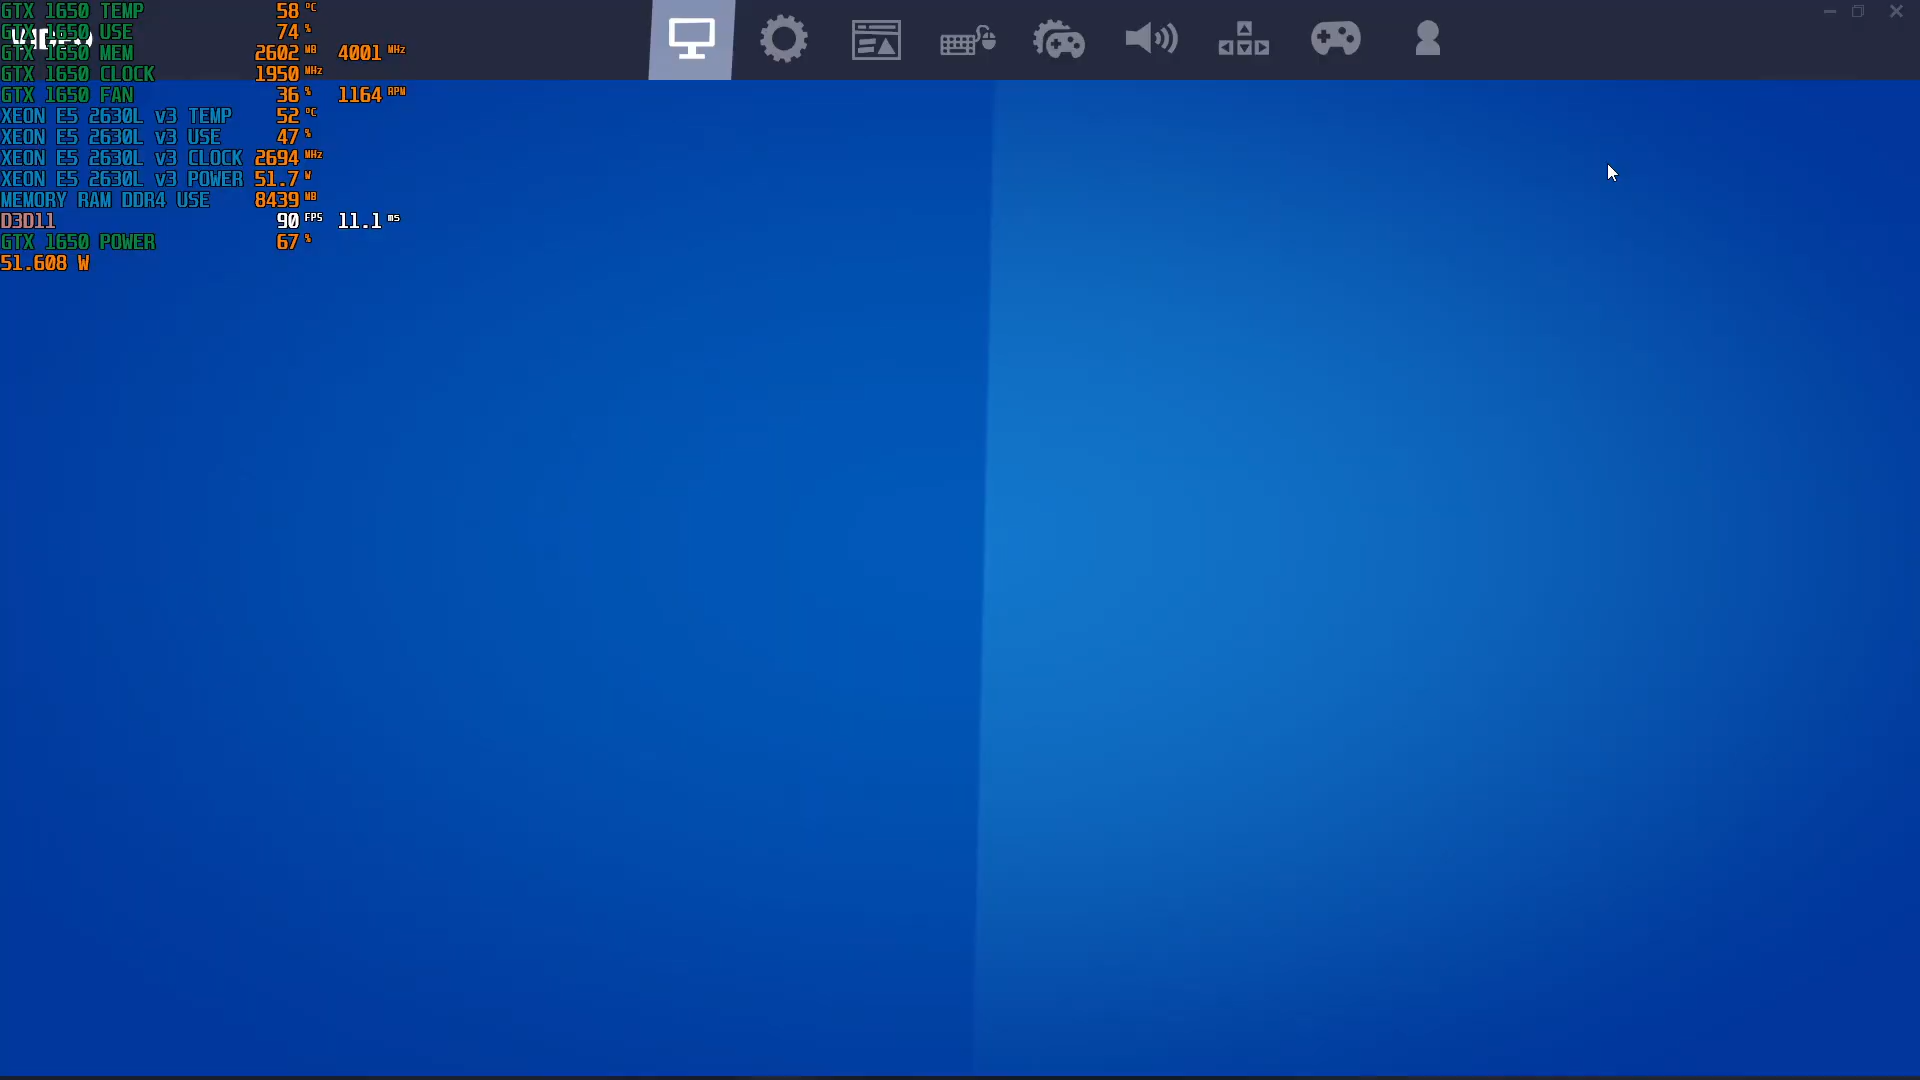 GTX 1650 TEMP 58 °C
GTX 1650 USE 74 %
VIDEO
GTX 1650 MEM 2602 MB 4001 MHz
GTX 1650 CLOCK 1950 MHz
GTX 1650 FAN 36 % 1164 RPM
XEON E5 2630L v3 TEMP 52 °C
XEON E5 2630L v3 USE 47 %
XEON E5 2630L v3 CLOCK 2694 MHz
XEON E5 2630L v3 POWER 51.7 W
MEMORY RAM DDR4 USE 8439 MB
D3D11 90 FPS 11.1 ms
GTX 1650 POWER 67 %
51.608 W